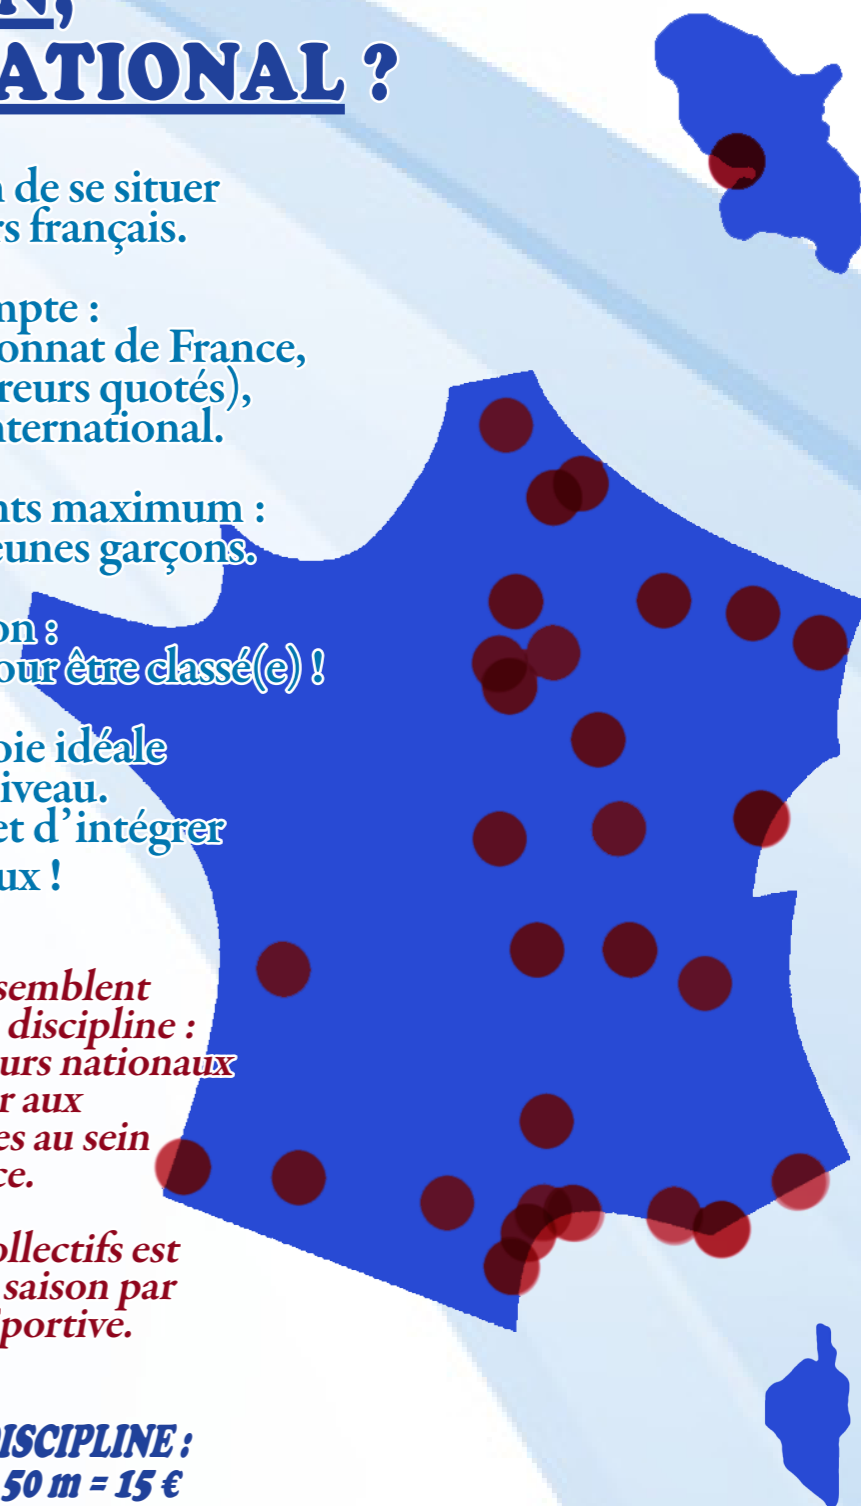 N,
ATIONAL ?
n de se situer
rs français.
mpte :
onnat de France,
reurs quotés),
nternational.
nts maximum :
eunes garçons.
on :
our être classé(e) !
oie idéale
iveau.
et d’intégrer
ux !
semblent
discipline :
urs nationaux
r aux
es au sein
ce.
ollectifs est
saison par
portive.
DISCIPLINE :
50 m = 15 €